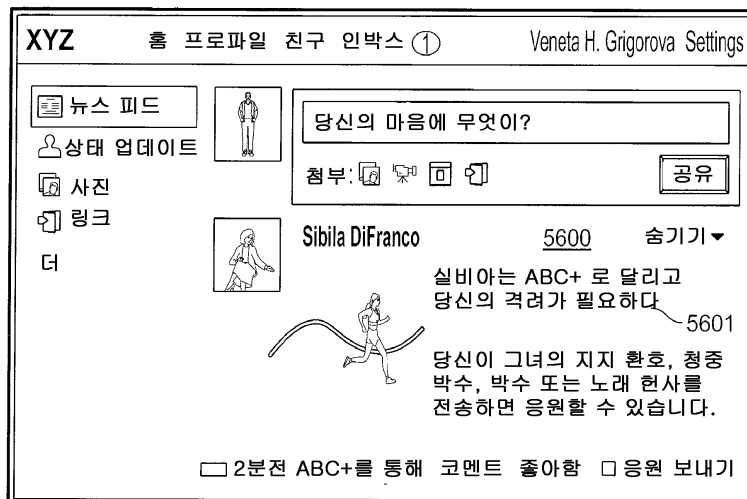 XYZ 홈 프로파일 친구 인박스 1 Veneta H. Grigorova Settings
뉴스 피드
상태 업데이트
사진
링크
더
당신의 마음에 무엇이?
첨부: 공유
Sibila DiFranco 5600 숨기기▼
실비아는 ABC+ 로 달리고
당신의 격려가 필요하다
5601
당신이 그녀의 지지 환호, 청중
박수, 박수 또는 노래 헌사를
전송하면 응원할 수 있습니다.
2분전 ABC+를 통해 코멘트 좋아함 □ 응원 보내기